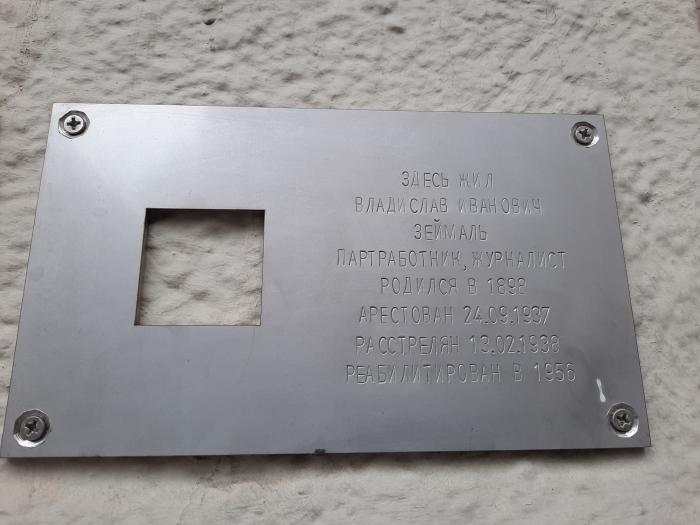 ЗДЕСЬ ЖИЛ
ВЛАДИСЛАВ ИВАНОВИЧ
ЗЕЙМАЛЬ
ПАРТРАБОТНИК, ЖУРНАЛИСТ
РОДИЛСЯ В 1898
АРЕСТОВАН 24.09.1937
РАССТРЕЛЯН 13.02.1938
РЕАБИЛИТИРОВАН В 1956